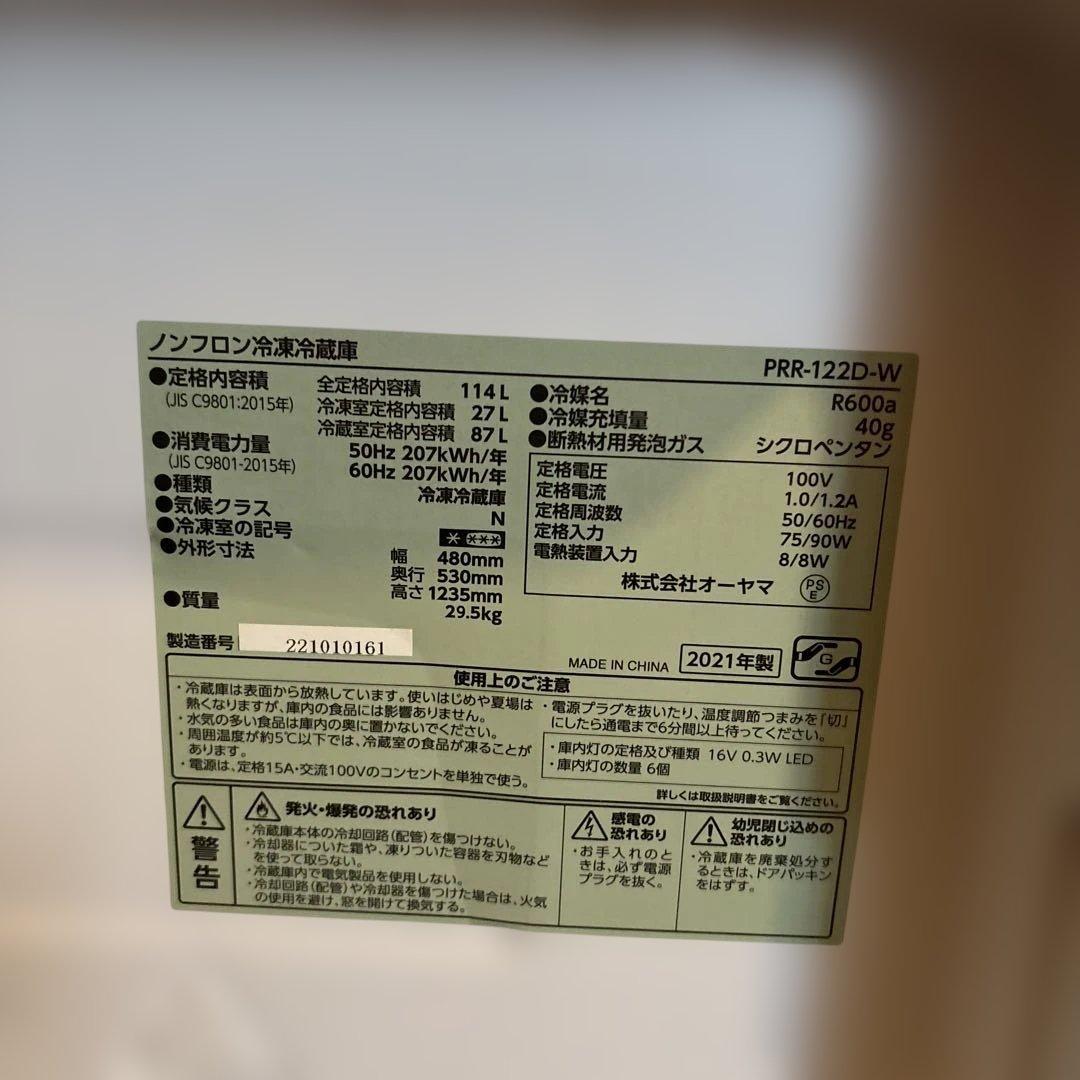 ノンフロン冷凍冷蔵庫 PRR-122D-W
●定格内容積 全定格内容積 114 L
(JIS C9801:2015年) 冷凍室定格内容積 27 L
冷蔵室定格内容積 87 L
●消費電力量 50Hz 207kWh/年
(JIS C9801-2015年) 60Hz 207kWh/年
●種類 冷凍冷蔵庫
●気候クラス N
●冷凍室の記号 * ***
●外形寸法 幅 480mm
奥行 530mm
高さ 1235mm
●質量 29.5kg
●冷媒名 R600a
●冷媒充填量 40g
●断熱材用発泡ガス シクロペンタン
定格電圧 100V
定格電流 1.0/1.2A
定格周波数 50/60Hz
定格入力 75/90W
電熱装置入力 8/8W
株式会社オーヤマ PSE
製造番号 221010161
MADE IN CHINA 2021年製 G
使用上のご注意
・冷蔵庫は表面から放熱しています。使いはじめや夏場は
熱くなりますが、庫内の食品には影響ありません。
・水気の多い食品は庫内の奥に置かないでください。
・周囲温度が約5℃以下では、冷蔵室の食品が凍ることが
あります。
・電源は、定格15A・交流100Vのコンセントを単独で使う。
・電源プラグを抜いたり、温度調節つまみを「切」
にしたら通電まで6分間以上待ってください。
・庫内灯の定格及び種類 16V 0.3W LED
・庫内灯の数量 6個
詳しくは取扱説明書をご覧ください。
警告
発火・爆発の恐れあり
・冷蔵庫本体の冷却回路(配管)を傷つけない。
・冷却器についた霜や、凍りついた容器を刃物など
を使って取らない。
・冷蔵庫内で電気製品を使用しない。
・冷却回路(配管)や冷却器を傷つけた場合は、火気
の使用を避け、窓を開けて換気する。
感電の
恐れあり
・お手入れのと
きは、必ず電源
プラグを抜く。
幼児閉じ込めの
恐れあり
・冷蔵庫を廃棄処分す
るときは、ドアパッキン
をはずす。